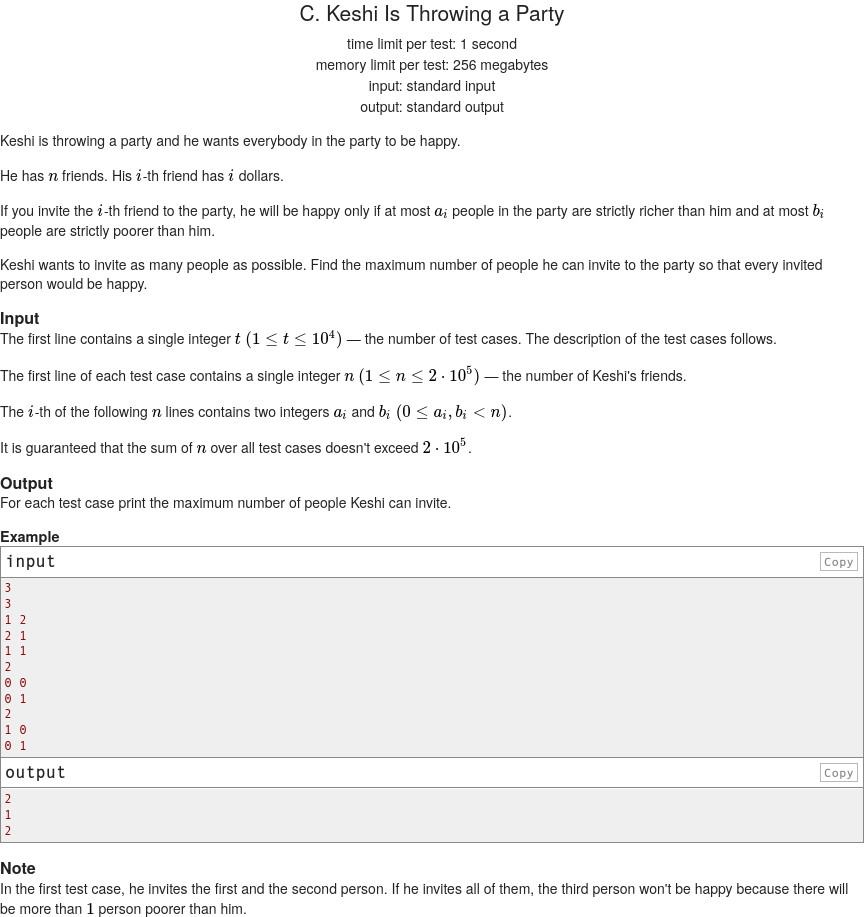 C. Keshi Is Throwing a Party
time limit per test: 1 second
memory limit per test: 256 megabytes
input: standard input
output: standard output
Keshi is throwing a party and he wants everybody in the party to be happy.
He has n friends. His i-th friend has i dollars.
If you invite the i-th friend to the party, he will be happy only if at most a_i people in the party are strictly richer than him and at most b_i
people are strictly poorer than him.
Keshi wants to invite as many people as possible. Find the maximum number of people he can invite to the party so that every invited
person would be happy.
Input
The first line contains a single integer t (1 ≤ t ≤ 10^4) — the number of test cases. The description of the test cases follows.
The first line of each test case contains a single integer n (1 ≤ n ≤ 2 · 10^5) — the number of Keshi's friends.
The i-th of the following n lines contains two integers a_i and b_i (0 ≤ a_i, b_i < n).
It is guaranteed that the sum of n over all test cases doesn't exceed 2 · 10^5.
Output
For each test case print the maximum number of people Keshi can invite.
Example
input Copy
3
3
1 2
2 1
1 1
2
0 0
0 1
2
1 0
0 1
output Copy
2
1
2
Note
In the first test case, he invites the first and the second person. If he invites all of them, the third person won't be happy because there will
be more than 1 person poorer than him.